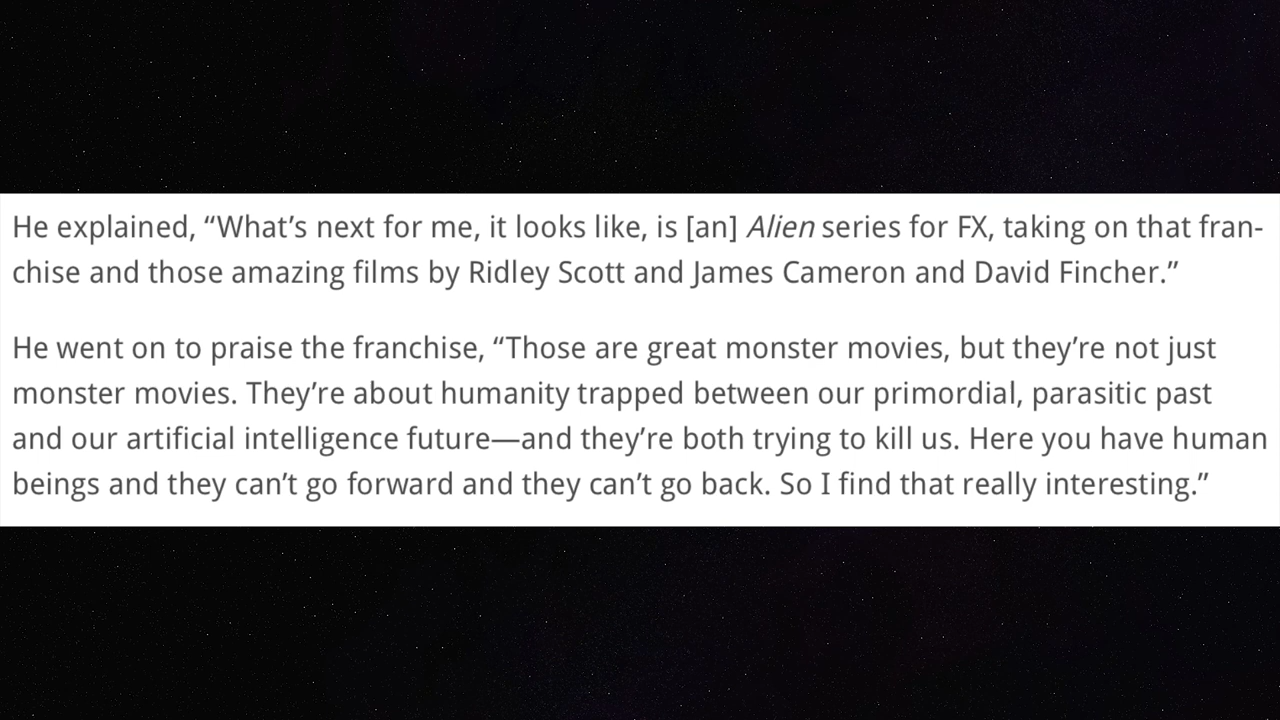 He explained, “What’s next for me, it looks like, is [an] Alien series for FX, taking on that fran-
chise and those amazing films by Ridley Scott and James Cameron and David Fincher.”
He went on to praise the franchise, “Those are great monster movies, but they’re not just
monster movies. They’re about humanity trapped between our primordial, parasitic past
and our artificial intelligence future—and they’re both trying to kill us. Here you have human
beings and they can’t go forward and they can’t go back. So I find that really interesting.”